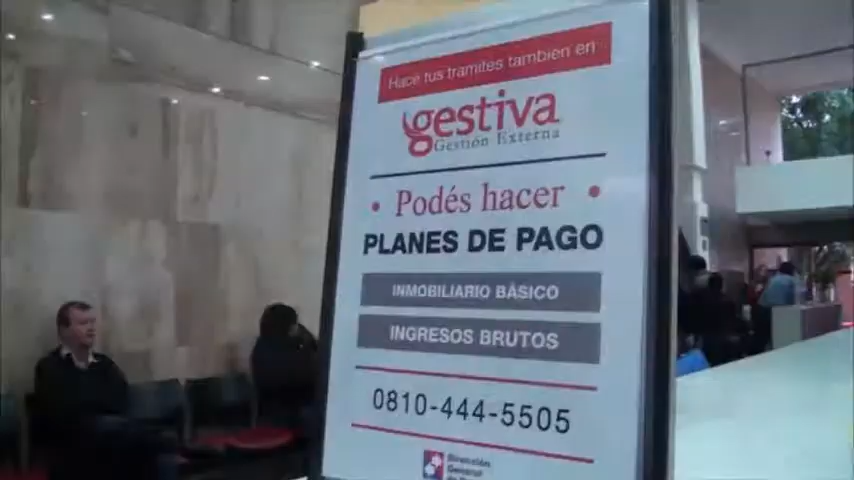 Hacé tus tramites tambien en
gestiva
Gestión Externa
• Podés hacer •
PLANES DE PAGO
INMOBILIARIO BÁSICO
INGRESOS BRUTOS
0810-444-5505
Dirección
General